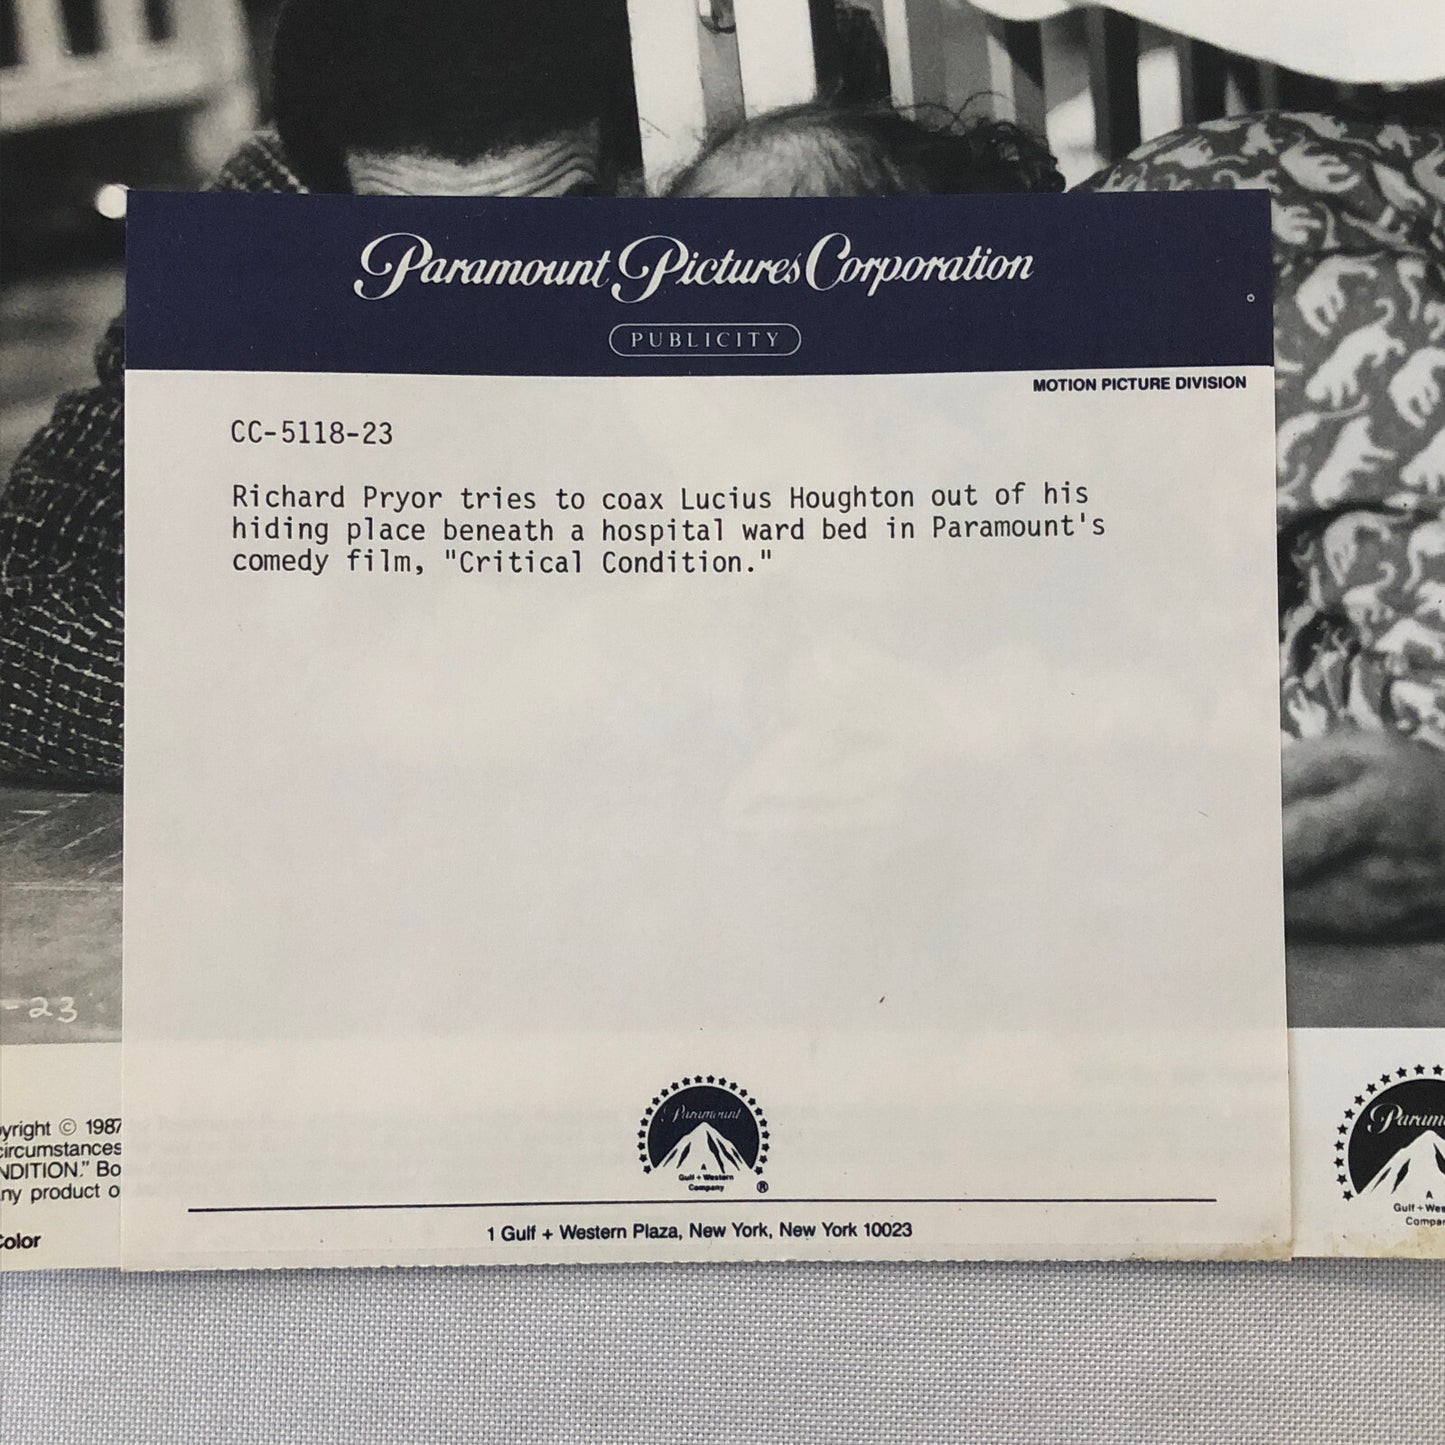 Paramount Pictures Corporation
PUBLICITY
MOTION PICTURE DIVISION
CC-5118-23
Richard Pryor tries to coax Lucius Houghton out of his
hiding place beneath a hospital ward bed in Paramount's
comedy film, "Critical Condition."
-23
yright © 1987
circumstances
NDITION." Bo
ny product o
Color
Paramount
A
Gulf + Western
Company
®
1 Gulf + Western Plaza, New York, New York 10023
Param
A
Gulf + Wes
Compa